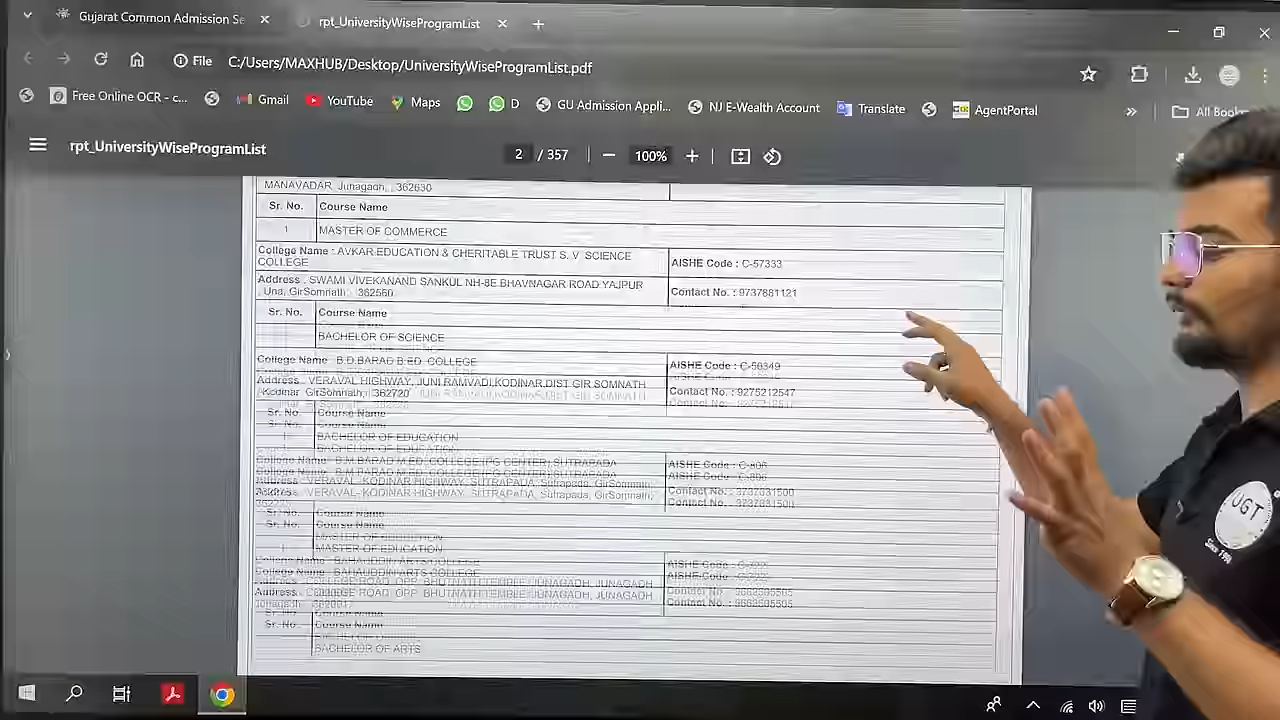 Gujarat Common Admission Se
rpt_UniversityWiseProgramList
File C:/Users/MAXHUB/Desktop/UniversityWiseProgramList.pdf
Free Online OCR - c... Gmail YouTube Maps D GU Admission Appli... NJ E-Wealth Account Translate AgentPortal » All Book
rpt_UniversityWiseProgramList 2 / 357 100%
MANAVADAR, Junagadh, , 362630
Sr. No. Course Name
1 MASTER OF COMMERCE
College Name : AVKAR EDUCATION & CHERITABLE TRUST S. V SCIENCE
COLLEGE
AISHE Code : C-57333
Address : SWAMI VIVEKANAND SANKUL NH-8E BHAVNAGAR ROAD YAJPUR
, Una, GirSomnath, , 362560
Contact No. : 9737881121
Sr. No. Course Name
BACHELOR OF SCIENCE
College Name : B.D.BARAD B.ED. COLLEGE
AISHE Code : C-50349
Address : VERAVAL HIGHWAY, JUNI RAMVADI,KODINAR,DIST GIR SOMNATH
, Kodinar, GirSomnath, , 362720
Contact No. : 9275212547
Sr. No. Course Name
BACHELOR OF EDUCATION
College Name : B.M.BARAD M.ED. COLLEGE(PG CENTER), SUTRAPADA
AISHE Code :
Address : VERAVAL- KODINAR HIGHWAY, SUTRAPADA, Sutrapada, GirSomnath,
Contact No. :
Sr. No. Course Name
MASTER OF EDUCATION
College Name : BAHAUDDIN ARTS COLLEGE
AISHE Code :
Address : COLLEGE ROAD, OPP. BHUTNATH TEMPLE, JUNAGADH, JUNAGADH
Contact No. :
Sr. No. Course Name
BACHELOR OF ARTS
UGT
Since 1998